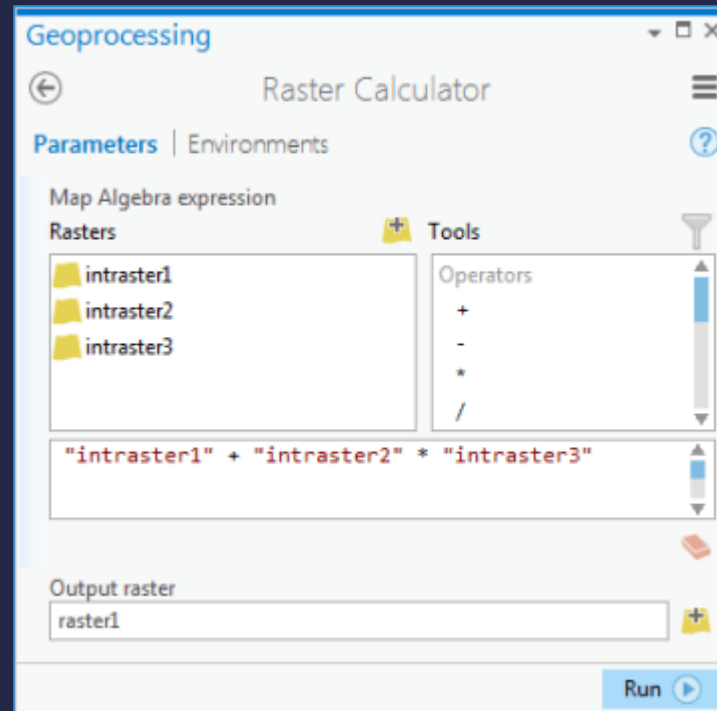 Geoprocessing
Raster Calculator
Parameters | Environments
?
Map Algebra expression
Rasters
Tools
intraster1
intraster2
intraster3
Operators
+
-
*
/
"intraster1" + "intraster2" * "intraster3"
Output raster
raster1
Run